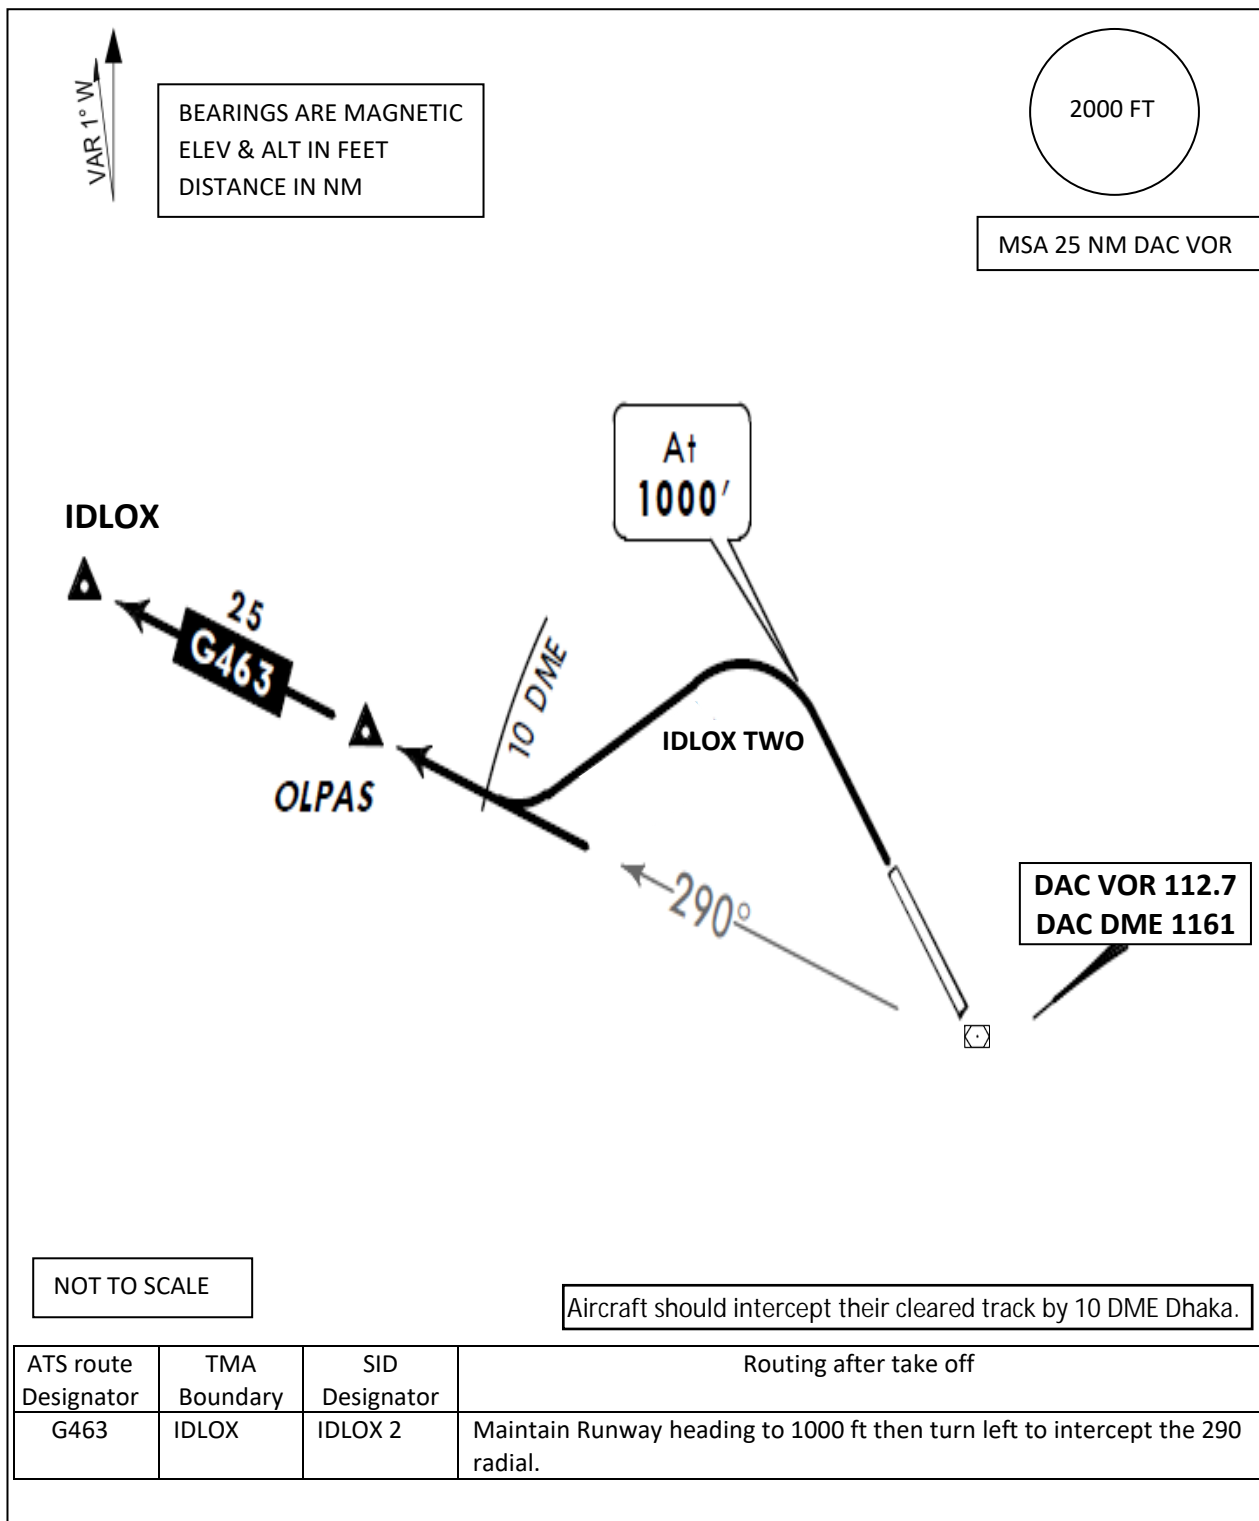 VAR 1° W
BEARINGS ARE MAGNETIC
ELEV & ALT IN FEET
DISTANCE IN NM
2000 FT
MSA 25 NM DAC VOR
At
1000'
IDLOX
25
G463
10 DME
IDLOX TWO
OLPAS
290°
DAC VOR 112.7
DAC DME 1161
NOT TO SCALE
Aircraft should intercept their cleared track by 10 DME Dhaka.
ATS route
Designator
TMA
Boundary
SID
Designator
Routing after take off
G463
IDLOX
IDLOX 2
Maintain Runway heading to 1000 ft then turn left to intercept the 290
radial.